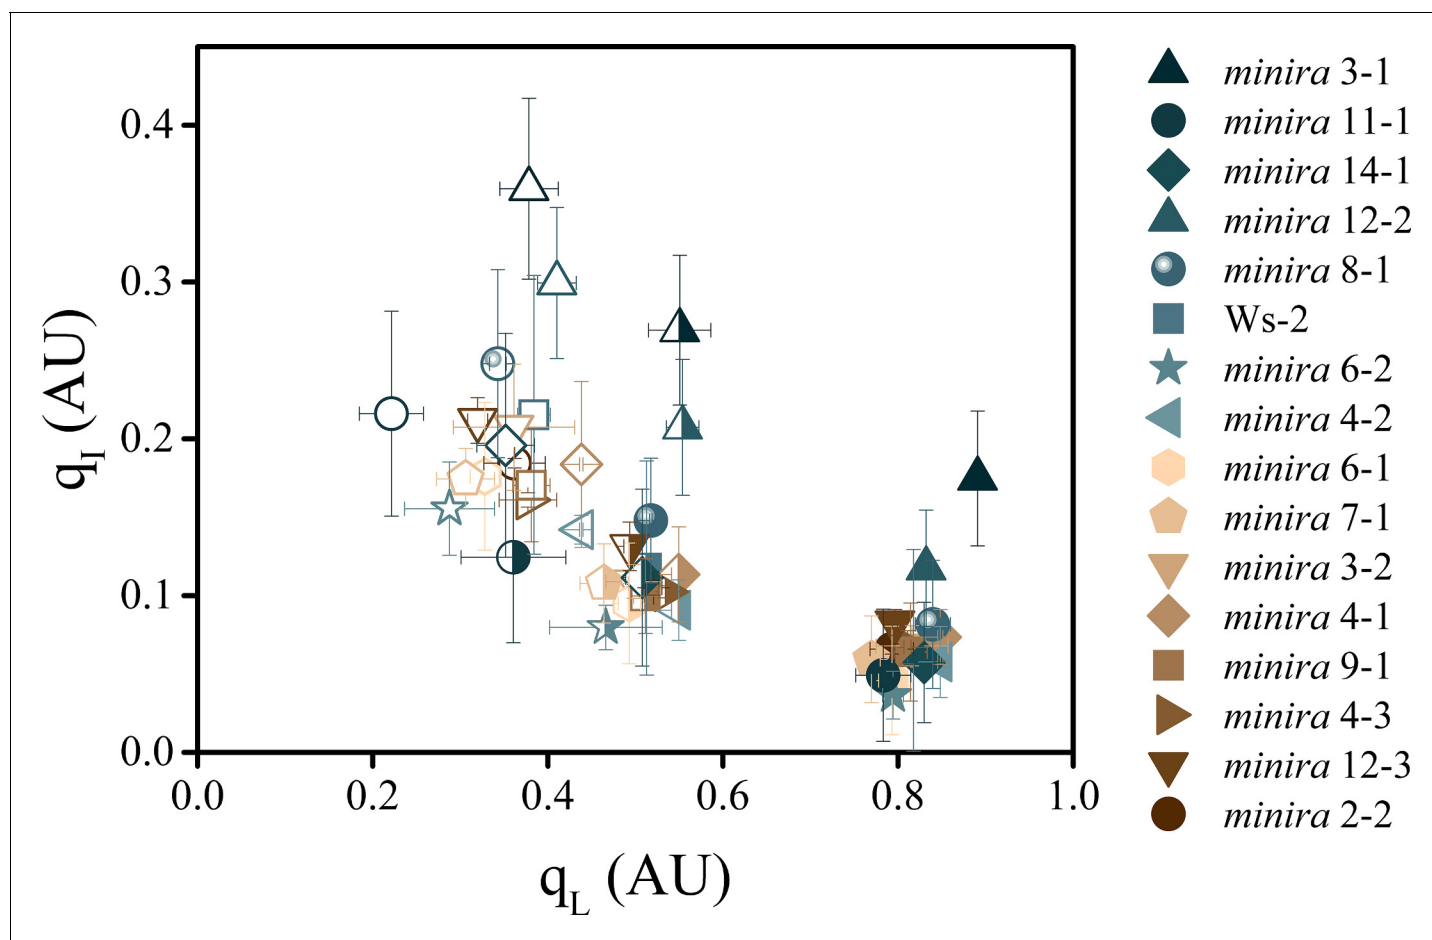 0.4
0.3
0.2
0.1
0.0
q_I (AU)
0.0 0.2 0.4 0.6 0.8 1.0
q_L (AU)
minira 3-1
minira 11-1
minira 14-1
minira 12-2
minira 8-1
Ws-2
minira 6-2
minira 4-2
minira 6-1
minira 7-1
minira 3-2
minira 4-1
minira 9-1
minira 4-3
minira 12-3
minira 2-2